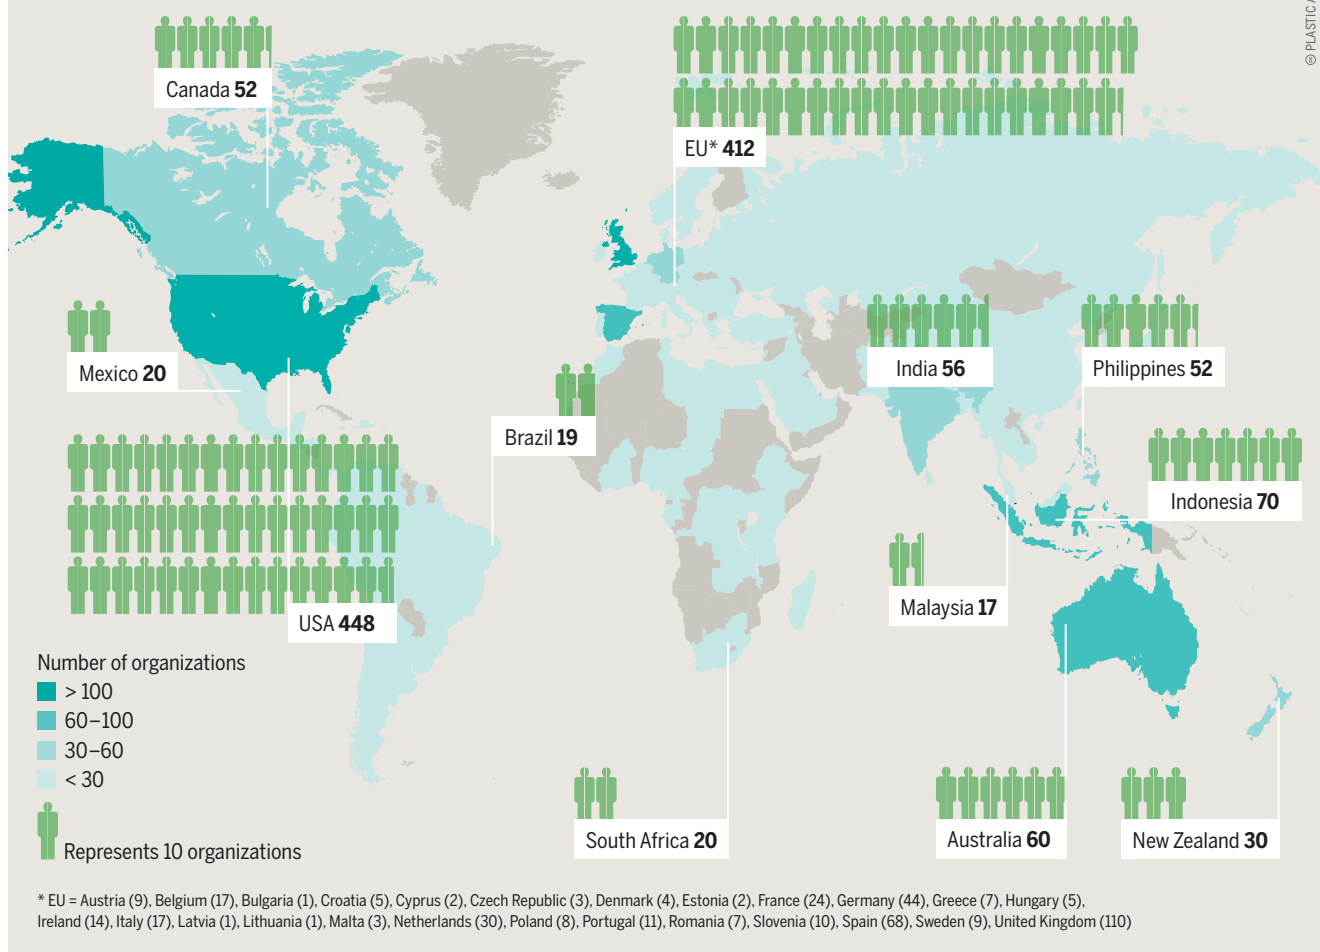 © PLASTIC
Canada 52
EU* 412
Mexico 20
India 56
Philippines 52
Brazil 19
Indonesia 70
Malaysia 17
USA 448
Number of organizations
> 100
60–100
30–60
< 30
Represents 10 organizations
South Africa 20
Australia 60
New Zealand 30
* EU = Austria (9), Belgium (17), Bulgaria (1), Croatia (5), Cyprus (2), Czech Republic (3), Denmark (4), Estonia (2), France (24), Germany (44), Greece (7), Hungary (5),
Ireland (14), Italy (17), Latvia (1), Lithuania (1), Malta (3), Netherlands (30), Poland (8), Portugal (11), Romania (7), Slovenia (10), Spain (68), Sweden (9), United Kingdom (110)